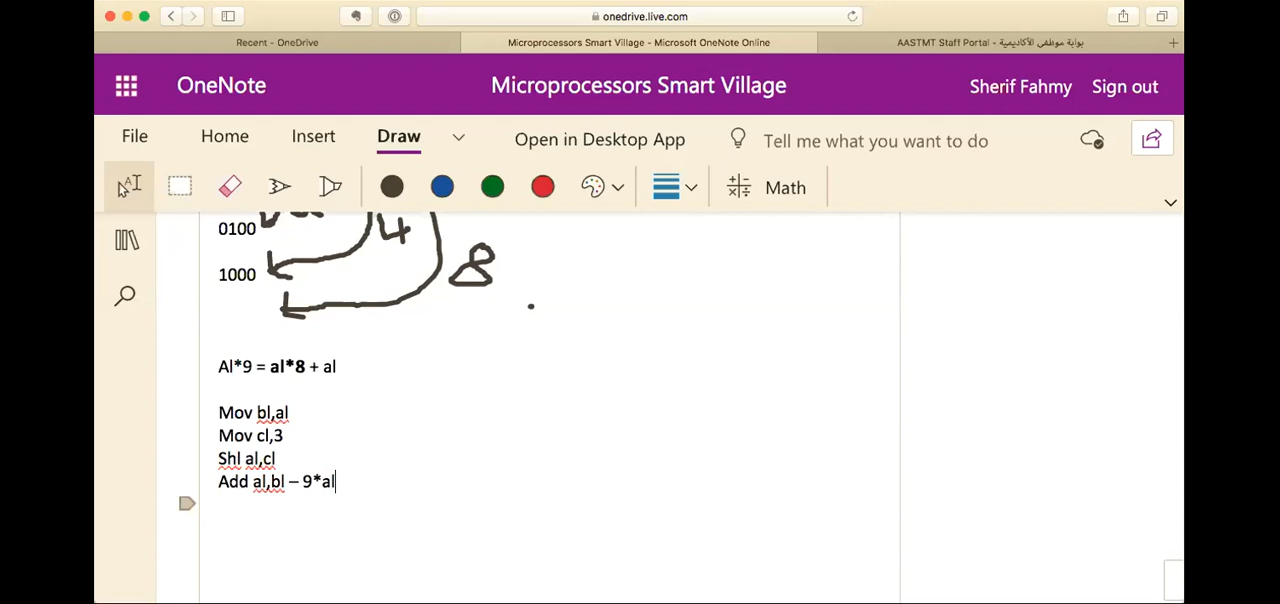 onedrive.live.com
Recent - OneDrive
Microprocessors Smart Village - Microsoft OneNote Online
AASTMT Staff Portal - بوابة موظفى الأكاديمية
OneNote
Microprocessors Smart Village
Sherif Fahmy
Sign out
File
Home
Insert
Draw
Open in Desktop App
Tell me what you want to do
Math
0100
4
8
1000
Al*9 = al*8 + al
Mov bl,al
Mov cl,3
Shl al,cl
Add al,bl – 9*al